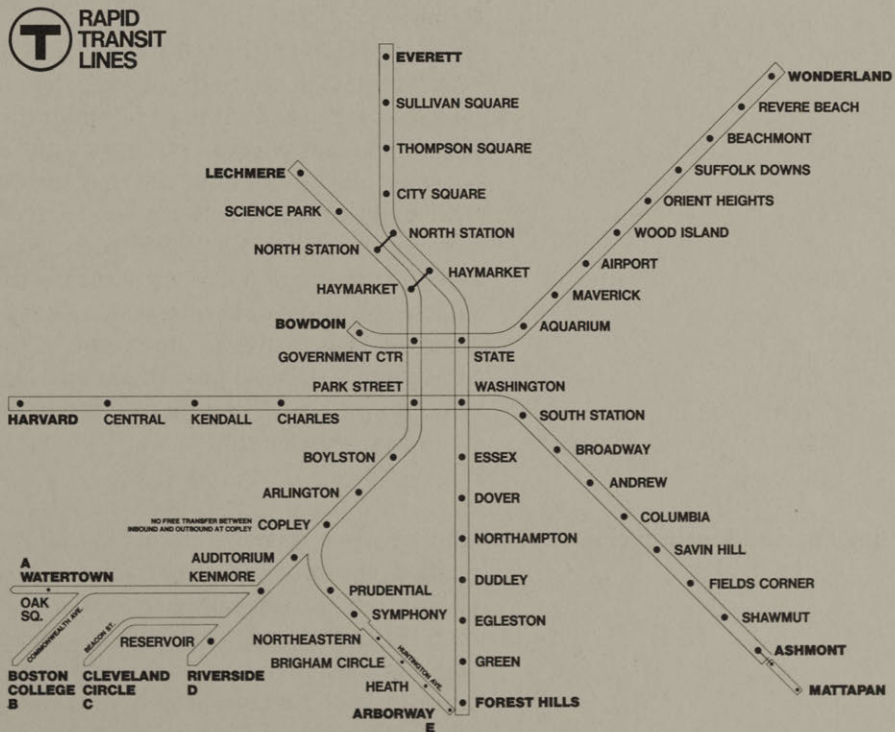 T
RAPID
TRANSIT
LINES
EVERETT
SULLIVAN SQUARE
THOMPSON SQUARE
CITY SQUARE
NORTH STATION
HAYMARKET
WONDERLAND
REVERE BEACH
BEACHMONT
SUFFOLK DOWNS
ORIENT HEIGHTS
WOOD ISLAND
AIRPORT
MAVERICK
AQUARIUM
LECHMERE
SCIENCE PARK
NORTH STATION
HAYMARKET
BOWDOIN
GOVERNMENT CTR
STATE
PARK STREET
WASHINGTON
HARVARD
CENTRAL
KENDALL
CHARLES
SOUTH STATION
BROADWAY
ANDREW
COLUMBIA
SAVIN HILL
FIELDS CORNER
SHAWMUT
ASHMONT
MATTAPAN
BOYLSTON
ARLINGTON
NO FREE TRANSFER BETWEEN
INBOUND AND OUTBOUND AT COPLEY
COPLEY
AUDITORIUM
KENMORE
A
WATERTOWN
OAK
SQ.
COMMONWEALTH AVE.
BEACON ST.
RESERVOIR
BOSTON
COLLEGE
B
CLEVELAND
CIRCLE
C
RIVERSIDE
D
PRUDENTIAL
SYMPHONY
NORTHEASTERN
BRIGHAM CIRCLE
HUNTINGTON AVE.
HEATH
ARBORWAY
E
ESSEX
DOVER
NORTHAMPTON
DUDLEY
EGLESTON
GREEN
FOREST HILLS